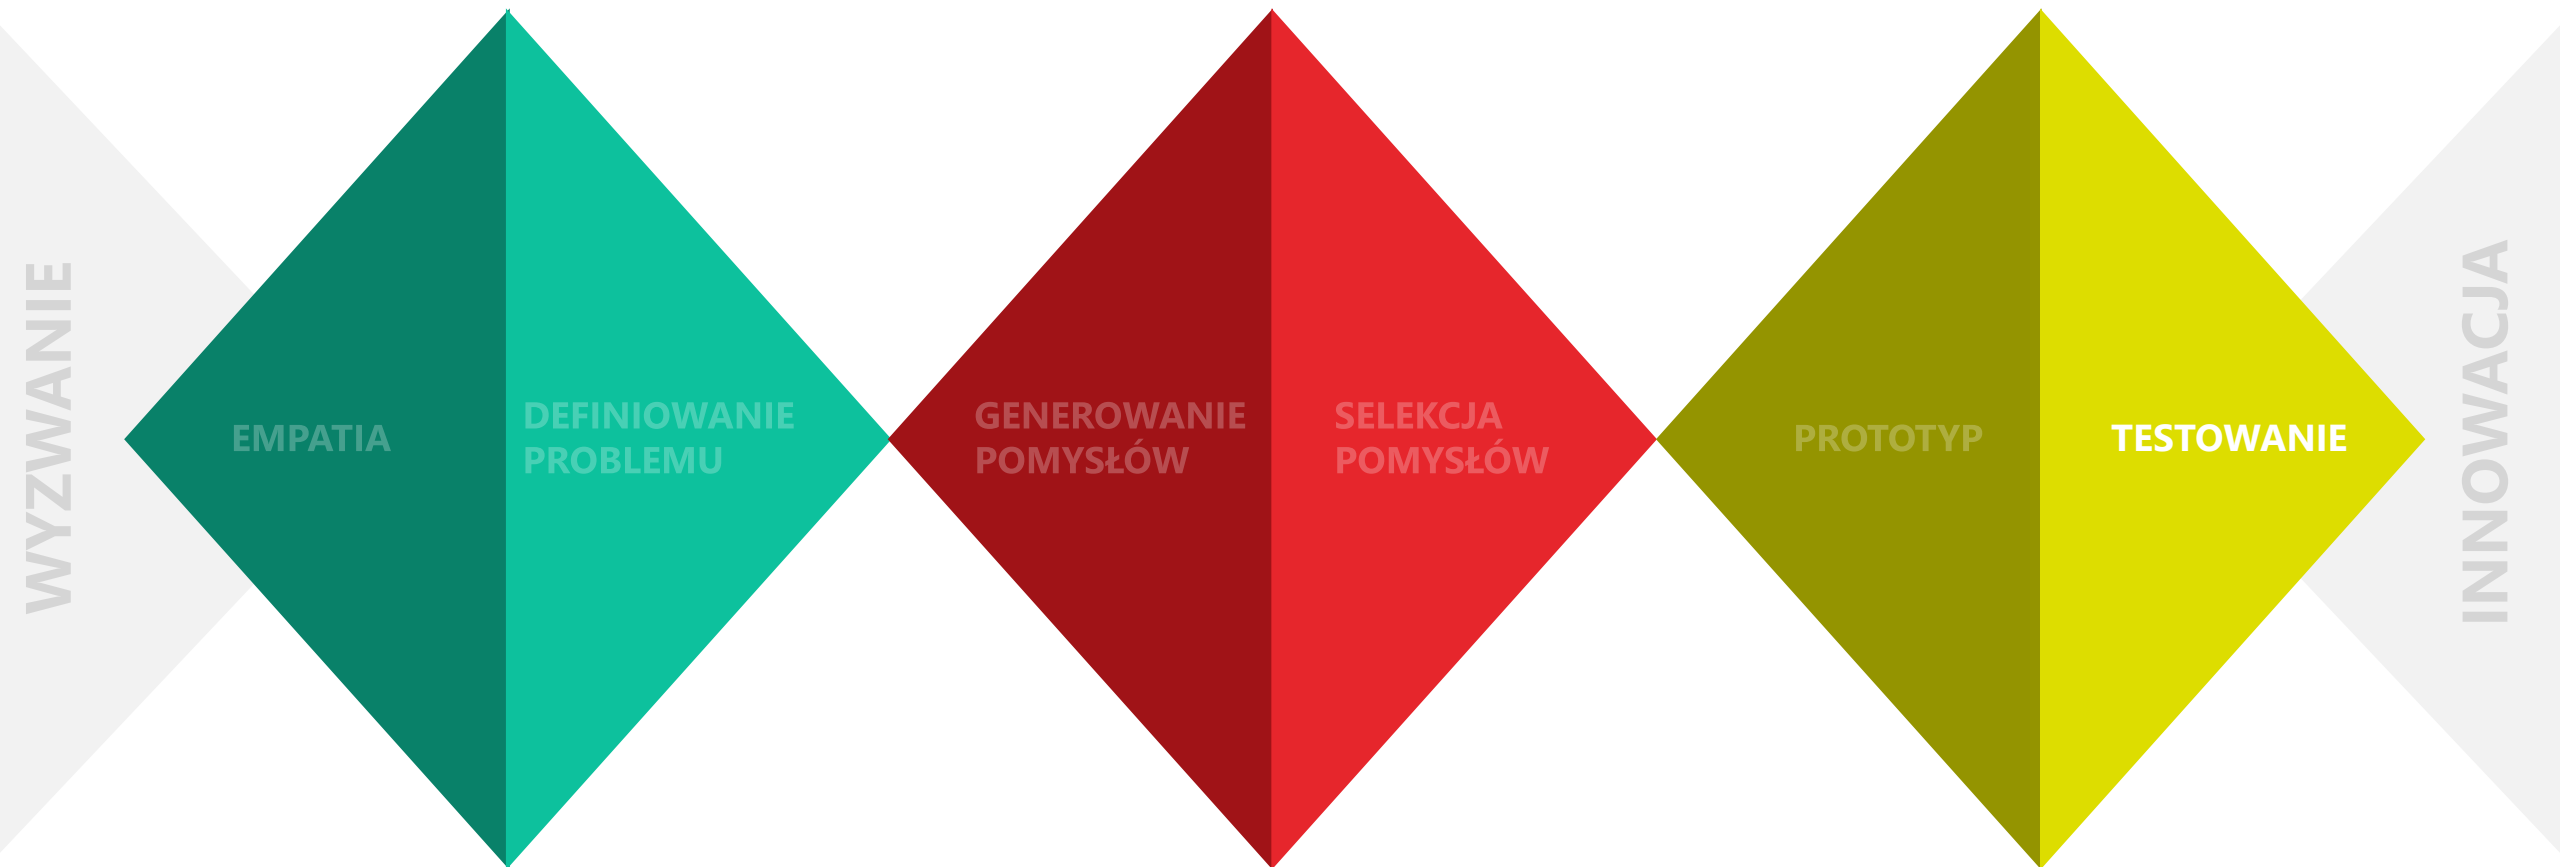 WYZWANIE
EMPATIA
DEFINIOWANIE
PROBLEMU
GENEROWANIE
POMYSŁÓW
SELEKCJA
POMYSŁÓW
PROTOTYP
TESTOWANIE
INNOWACJA